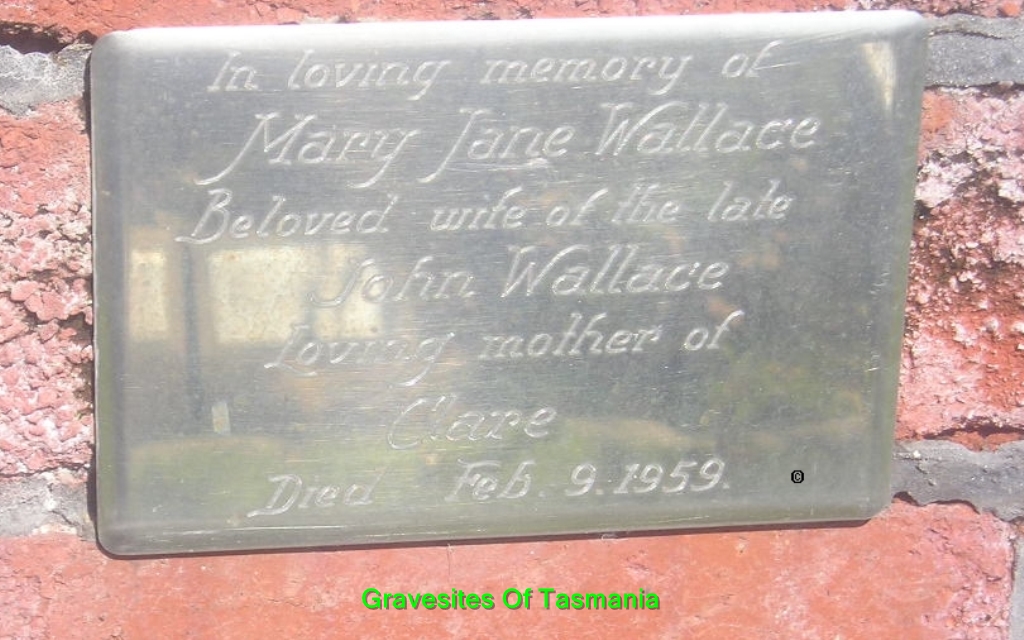 In loving memory of
Mary Jane Wallace
Beloved wife of the late
John Wallace
Loving mother of
Clare
Died Feb. 9. 1959.
©
Gravesites Of Tasmania